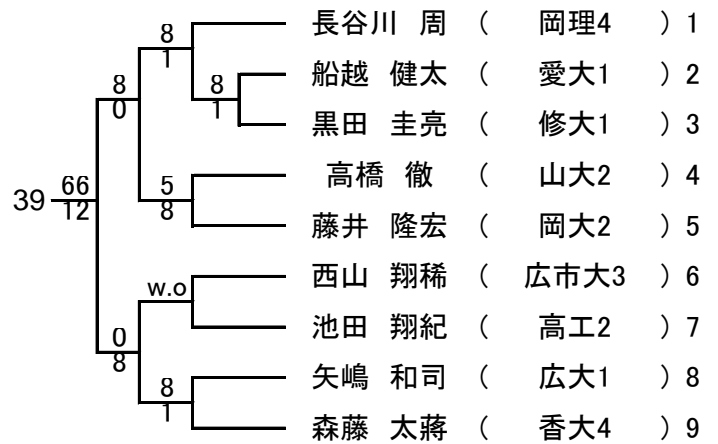 8
1
長谷川 周 ( 岡理4 ) 1
8
0
8
1
船越 健太 ( 愛大1 ) 2
黒田 圭亮 ( 修大1 ) 3
39
66
12
5
8
高橋 徹 ( 山大2 ) 4
藤井 隆宏 ( 岡大2 ) 5
w.o
西山 翔稀 ( 広市大3 ) 6
0
8
池田 翔紀 ( 高工2 ) 7
8
1
矢嶋 和司 ( 広大1 ) 8
森藤 太蔣 ( 香大4 ) 9